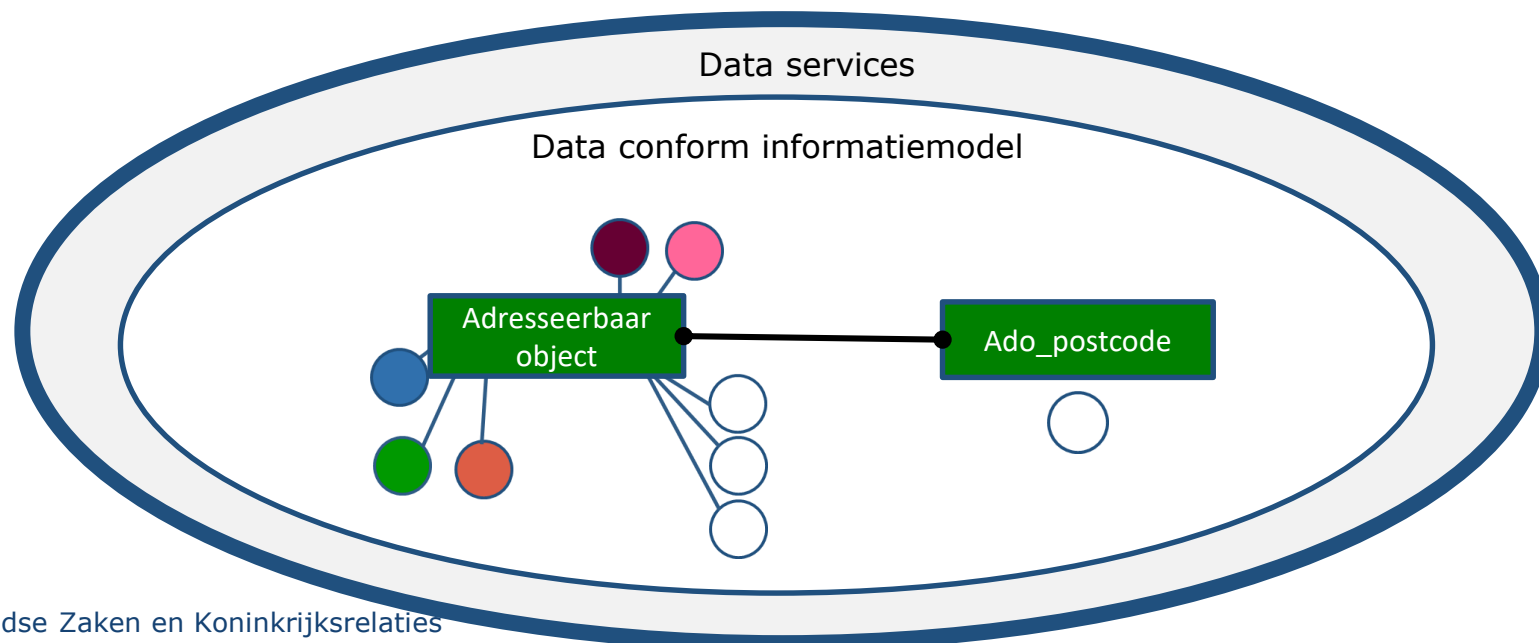 Data services
Data conform informatiemodel
Adresseerbaar
object
Ado_postcode
dse Zaken en Koninkrijksrelaties